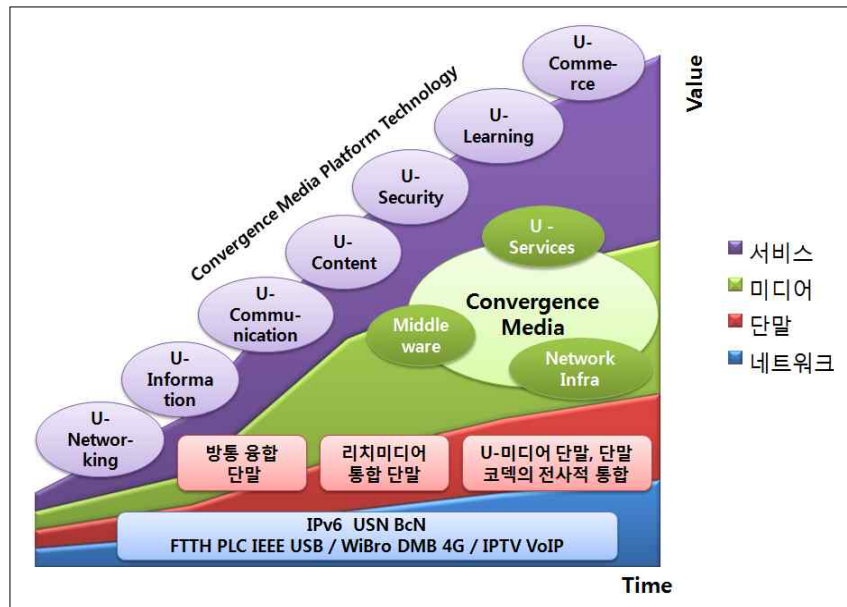 U-
Comme-
rce
Value
U-
Learning
Convergence Media Platform Technology
U-
Security
U -
Services
U-
Content
서비스
미디어
단말
네트워크
Convergence
Media
U-
Commu-
nication
Middle
ware
Network
Infra
U-
Informa
tion
U-
Networ-
king
방통 융합
단말
리치미디어
통합 단말
U-미디어 단말, 단말
코덱의 전사적 통합
IPv6 USN BcN
FTTH PLC IEEE USB / WiBro DMB 4G / IPTV VoIP
Time